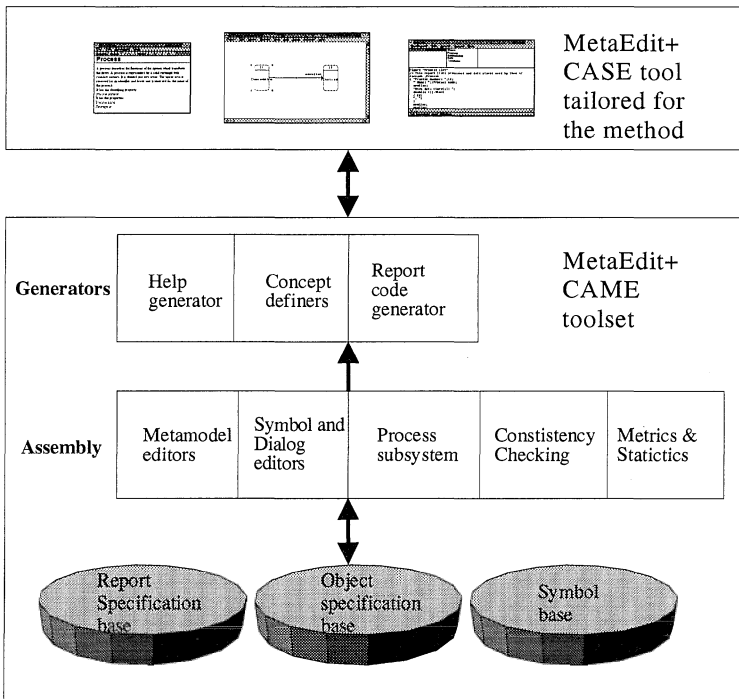 Process
MetaEdit+
CASE tool
tailored for
the method
Generators
Help
generator
Concept
definers
Report
code
generator
MetaEdit+
CAME
toolset
Assembly
Metamodel
editors
Symbol and
Dialog
editors
Process
subsystem
Constistency
Checking
Metrics &
Statictics
Report
Specification
base
Object
specification
base
Symbol
base